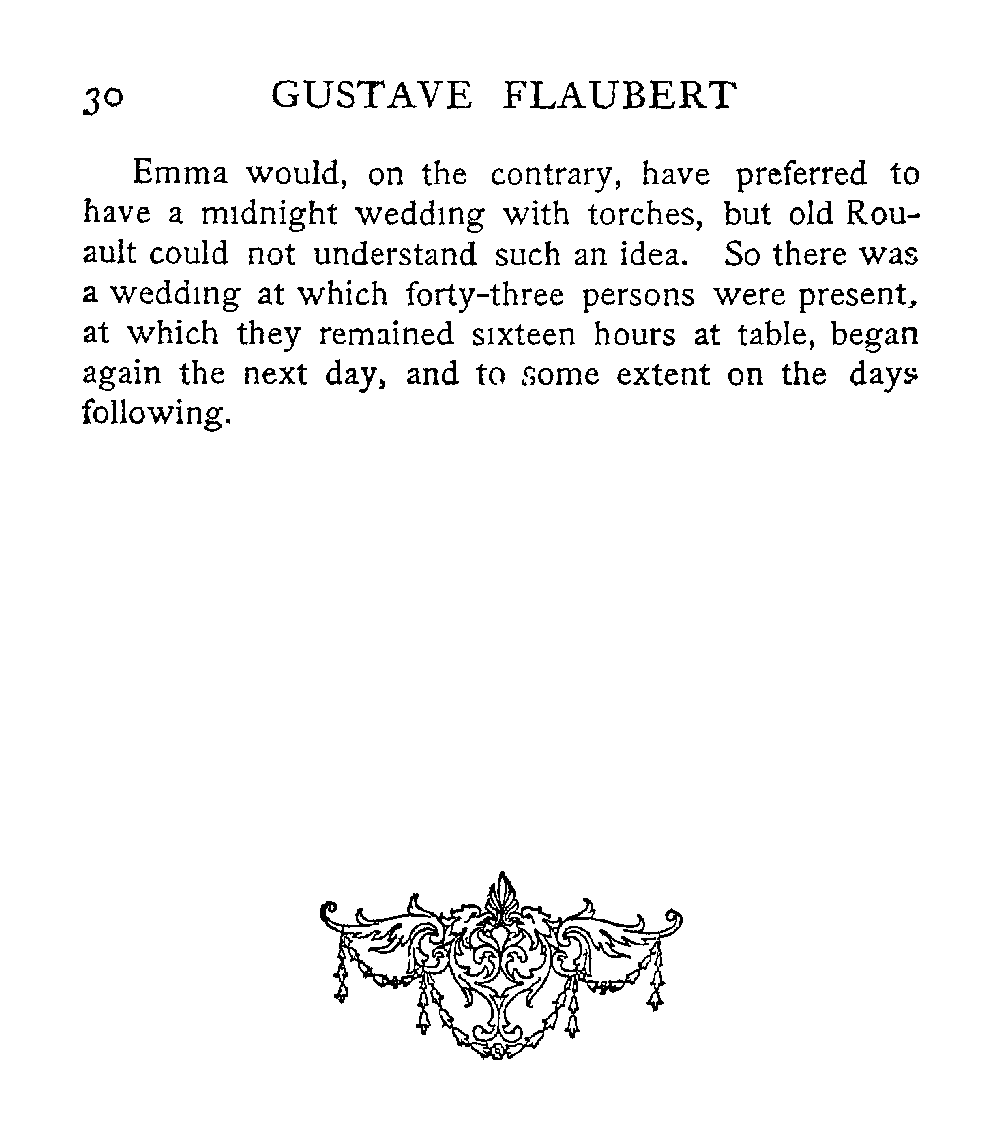 30 GUSTAVE FLAUBERT
Emma would, on the contrary, have preferred to
have a midnight wedding with torches, but old Rou-
ault could not understand such an idea. So there was
a wedding at which forty-three persons were present,
at which they remained sixteen hours at table, began
again the next day, and to some extent on the days
following.